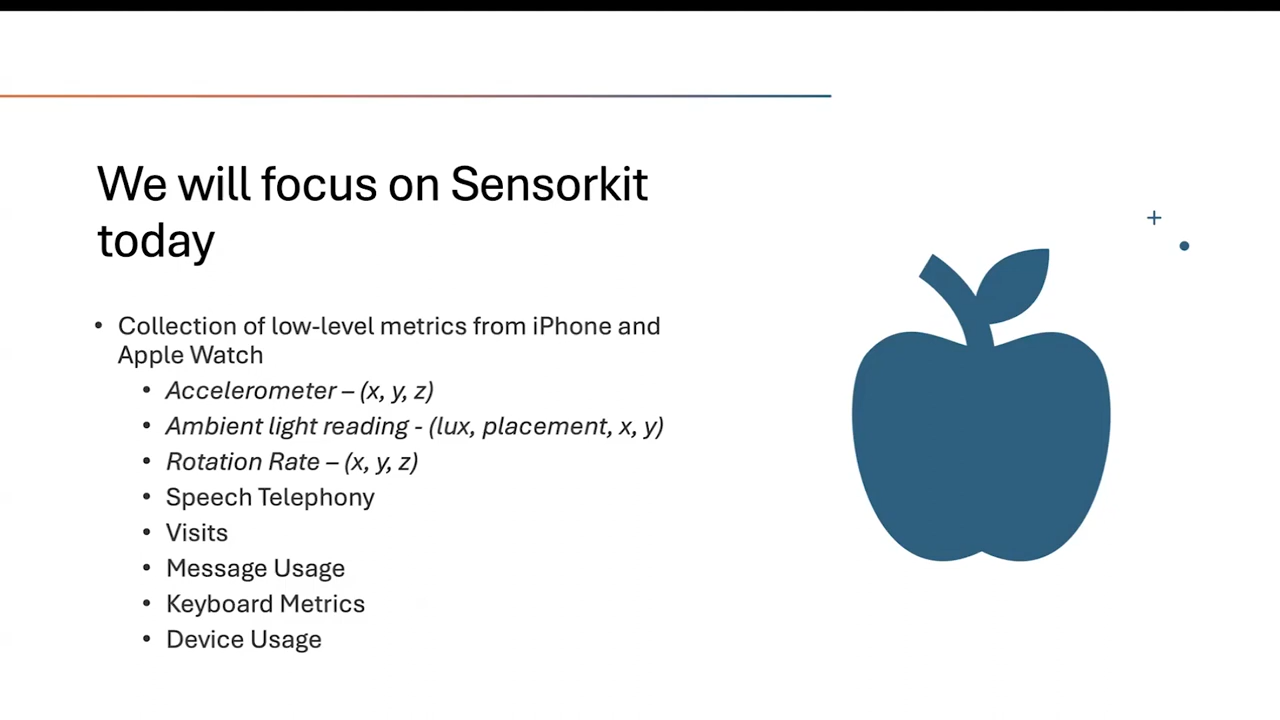 We will focus on Sensorkit
today
• Collection of low-level metrics from iPhone and
Apple Watch
• Accelerometer – (x, y, z)
• Ambient light reading - (lux, placement, x, y)
• Rotation Rate – (x, y, z)
• Speech Telephony
• Visits
• Message Usage
• Keyboard Metrics
• Device Usage